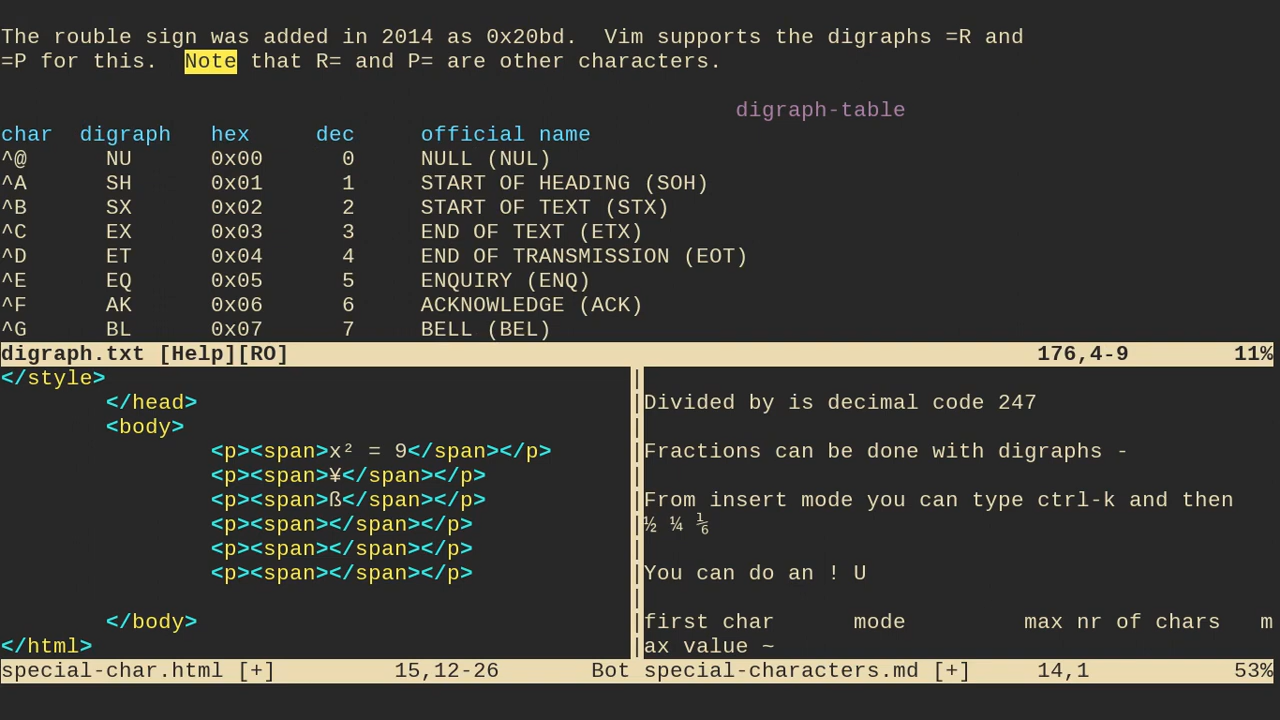 The rouble sign was added in 2014 as 0x20bd.  Vim supports the digraphs =R and
=P for this.  Note that R= and P= are other characters.
digraph-table
char  digraph   hex     dec     official name
^@      NU      0x00      0     NULL (NUL)
^A      SH      0x01      1     START OF HEADING (SOH)
^B      SX      0x02      2     START OF TEXT (STX)
^C      EX      0x03      3     END OF TEXT (ETX)
^D      ET      0x04      4     END OF TRANSMISSION (EOT)
^E      EQ      0x05      5     ENQUIRY (ENQ)
^F      AK      0x06      6     ACKNOWLEDGE (ACK)
^G      BL      0x07      7     BELL (BEL)
digraph.txt [Help][RO] 176,4-9 11%
</style>
</head>
<body>
<p><span>x² = 9</span></p>
<p><span>¥</span></p>
<p><span>ß</span></p>
<p><span></span></p>
<p><span></span></p>
<p><span></span></p>
</body>
</html>
special-char.html [+] 15,12-26 Bot
Divided by is decimal code 247
Fractions can be done with digraphs -
From insert mode you can type ctrl-k and then
½ ¼ ⅙
You can do an ! U
first char      mode         max nr of chars   m
ax value ~
special-characters.md [+] 14,1 53%